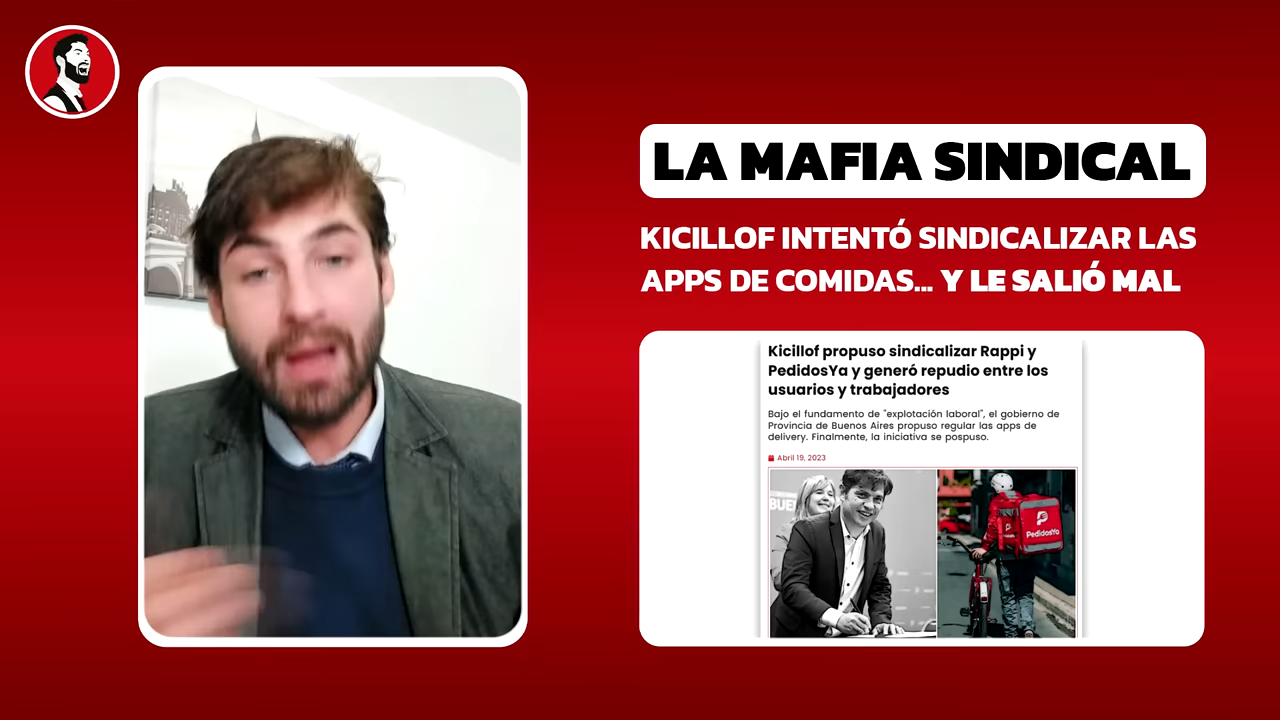 LA MAFIA SINDICAL
KICILLOF INTENTÓ SINDICALIZAR LAS
APPS DE COMIDAS... Y LE SALIÓ MAL
Kicillof propuso sindicalizar Rappi y
PedidosYa y generó repudio entre los
usuarios y trabajadores
Bajo el fundamento de "explotación laboral", el gobierno de
Provincia de Buenos Aires propuso regular las apps de
delivery. Finalmente, la iniciativa se pospuso.
Abril 19, 2023
BUE
PedidosYa